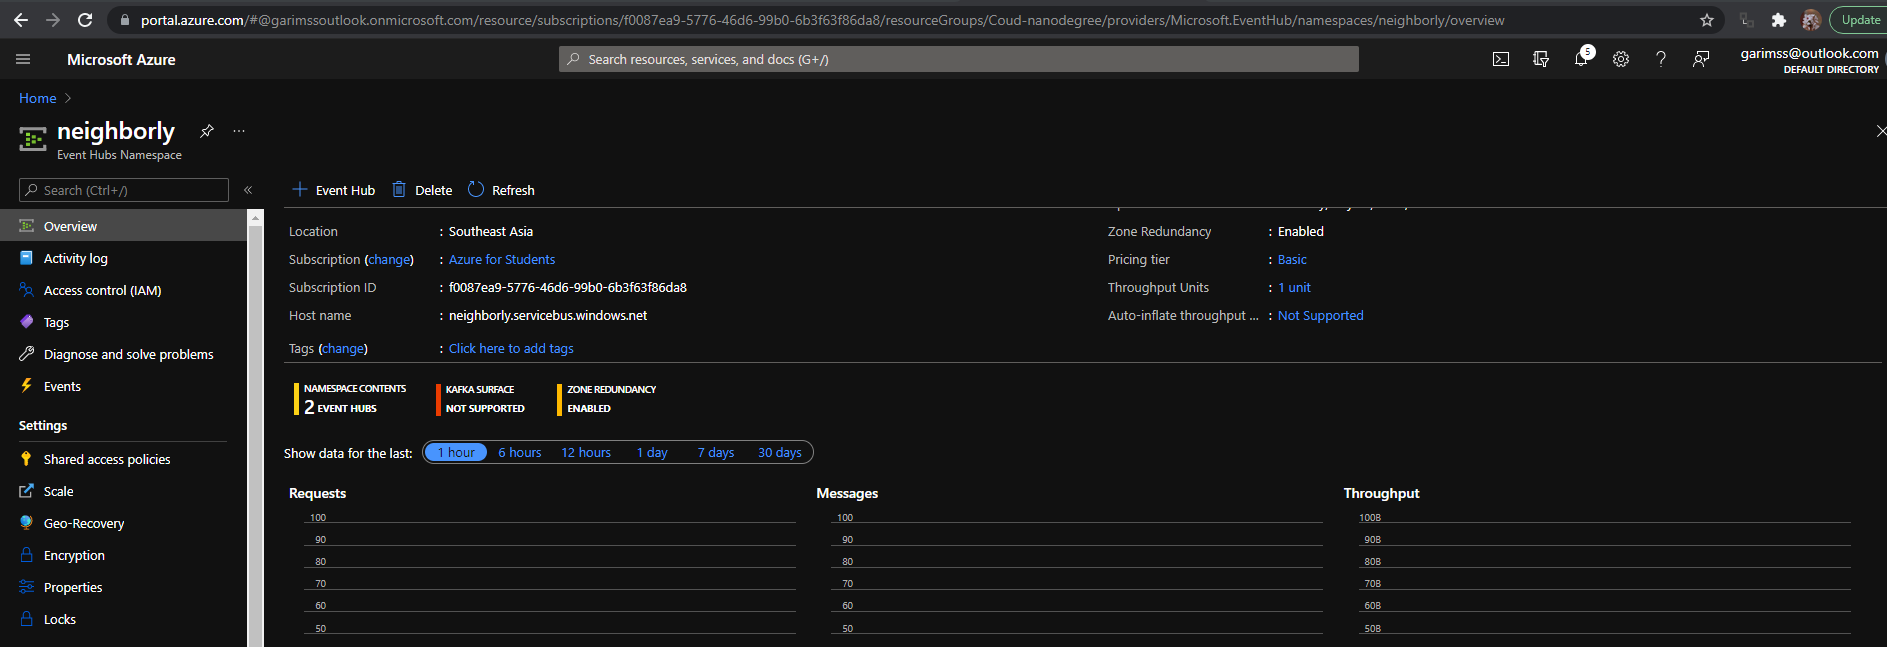 portal.azure.com/#@garimssoutlook.onmicrosoft.com/resource/subscriptions/f0087ea9-5776-46d6-99b0-6b3f63f86da8/resourceGroups/Coud-nanodegree/providers/Microsoft.EventHub/namespaces/neighborly/overview
Update
Microsoft Azure
Search resources, services, and docs (G+/)
5
garimss@outlook.com
DEFAULT DIRECTORY
Home
neighborly
Event Hubs Namespace
Search (Ctrl+/)
Event Hub
Delete
Refresh
Overview
Activity log
Access control (IAM)
Tags
Diagnose and solve problems
Events
Settings
Shared access policies
Scale
Geo-Recovery
Encryption
Properties
Locks
Location : Southeast Asia
Subscription (change) : Azure for Students
Subscription ID : f0087ea9-5776-46d6-99b0-6b3f63f86da8
Host name : neighborly.servicebus.windows.net
Tags (change) : Click here to add tags
Zone Redundancy : Enabled
Pricing tier : Basic
Throughput Units : 1 unit
Auto-inflate throughput ... : Not Supported
NAMESPACE CONTENTS
2 EVENT HUBS
KAFKA SURFACE
NOT SUPPORTED
ZONE REDUNDANCY
ENABLED
Show data for the last: 1 hour 6 hours 12 hours 1 day 7 days 30 days
Requests
100
90
80
70
60
50
Messages
100
90
80
70
60
50
Throughput
100B
90B
80B
70B
60B
50B